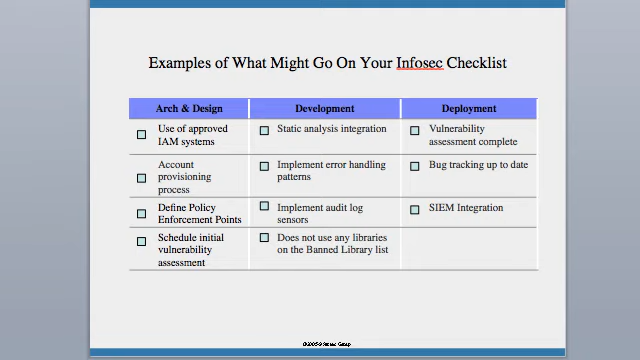 Examples of What Might Go On Your Infosec Checklist
Arch & Design Development Deployment
Use of approved
IAM systems
Static analysis integration
Vulnerability
assessment complete
Account
provisioning
process
Implement error handling
patterns
Bug tracking up to date
Define Policy
Enforcement Points
Implement audit log
sensors
SIEM Integration
Schedule initial
vulnerability
assessment
Does not use any libraries
on the Banned Library list